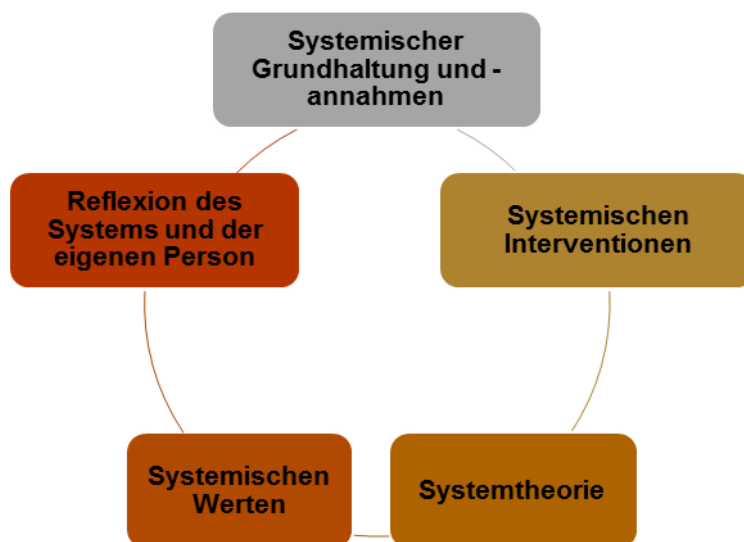 Systemischer
Grundhaltung und -
annahmen
Reflexion des
Systems und der
eigenen Person
Systemischen
Interventionen
Systemischen
Werten
Systemtheorie